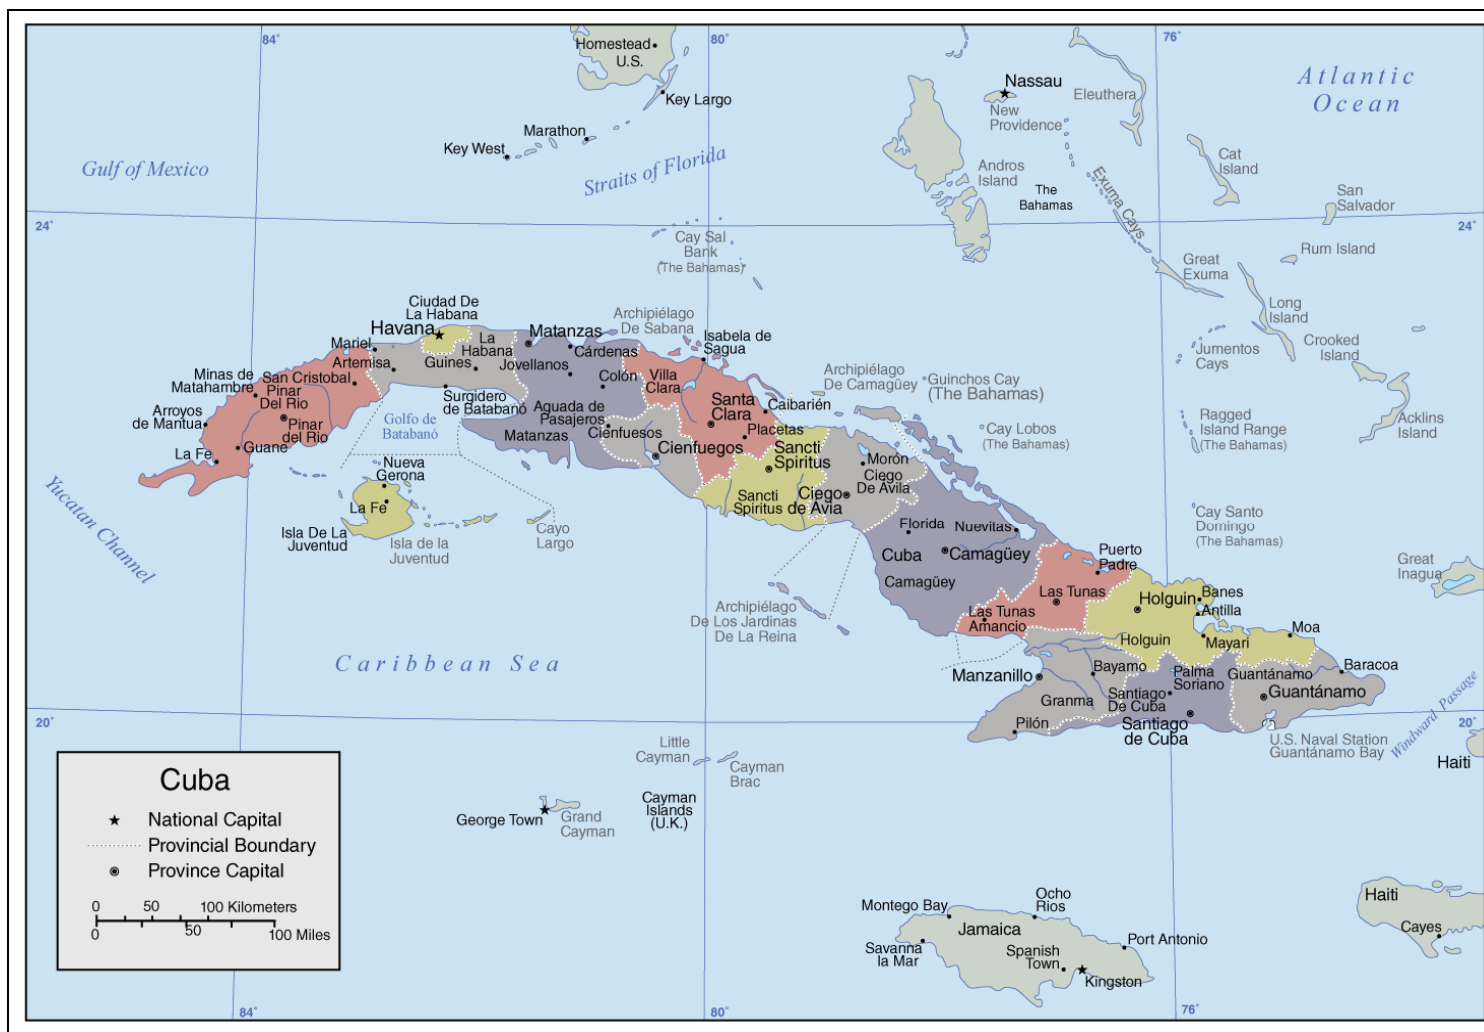 84°
80°
76°
Homestead
U.S.
Key Largo
Marathon
Key West
Nassau
New
Providence
Eleuthera
Atlantic
Ocean
Gulf of Mexico
Straits of Florida
Andros
Island
The
Bahamas
Exuma Cays
Cat
Island
San
Salvador
24°
24°
Cay Sal
Bank
(The Bahamas)
Great
Exuma
Rum Island
Long
Island
Crooked
Island
Jumentos
Cays
Acklins
Island
Ragged
Island Range
(The Bahamas)
Ciudad De
La Habana
Havana
La
Habana
Matanzas
Archipiélago
De Sabana
Isabela de
Sagua
Mariel
Artemisa
Guines
Jovellanos
Cárdenas
Colón
Villa
Clara
Archipiélago
De Camagüey
Guinchos Cay
(The Bahamas)
Minas de
Matahambre
San Cristobal
Pinar
Del Rio
Pinar
del Rio
Surgidero
de Batabanó
Golfo de
Batabanó
Arroyos
de Mantua
La Fe
Guane
Aguada de
Pasajeros
Matanzas
Cienfuesos
Cienfuegos
Santa
Clara
Caibarién
Placetas
Cay Lobos
(The Bahamas)
Sancti
Spiritus
Sancti
Spiritus
Morón
Ciego
De Avila
Ciego
de Avia
Yucatan Channel
Nueva
Gerona
La Fe
Isla De La
Juventud
Isla de la
Juventud
Cayo
Largo
Florida
Nuevitas
Cuba
Camagüey
Camagüey
Cay Santo
Domingo
(The Bahamas)
Great
Inagua
Puerto
Padre
Las Tunas
Las Tunas
Amancio
Holguin
Banes
Antilla
Holguin
Mayari
Moa
Archipiélago
De Los Jardinas
De La Reina
Caribbean Sea
Manzanillo
Bayamo
Granma
Pilón
Palma
Soriano
Santiago
De Cuba
Santiago
de Cuba
Guantánamo
Guantánamo
Baracoa
U.S. Naval Station
Guantánamo Bay
Windward Passage
20°
20°
Haiti
Little
Cayman
Cayman
Brac
Cayman
Islands
(U.K.)
George Town
Grand
Cayman
Cuba
National Capital
Provincial Boundary
Province Capital
0 50 100 Kilometers
0 50 100 Miles
Montego Bay
Ocho
Rios
Jamaica
Savanna
la Mar
Spanish
Town
Port Antonio
Kingston
Haiti
Cayes
84°
80°
76°